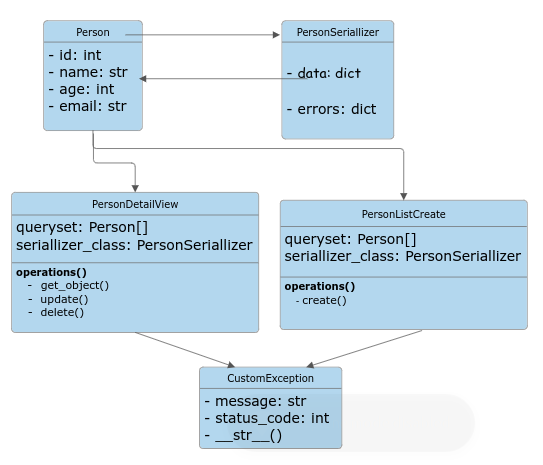 Person
- id: int
- name: str
- age: int
- email: str
PersonSeriallizer
- data: dict
- errors: dict
PersonDetailView
queryset: Person[]
seriallizer_class: PersonSeriallizer
operations()
- get_object()
- update()
- delete()
PersonListCreate
queryset: Person[]
seriallizer_class: PersonSeriallizer
operations()
- create()
CustomException
- message: str
- status_code: int
- __str__()